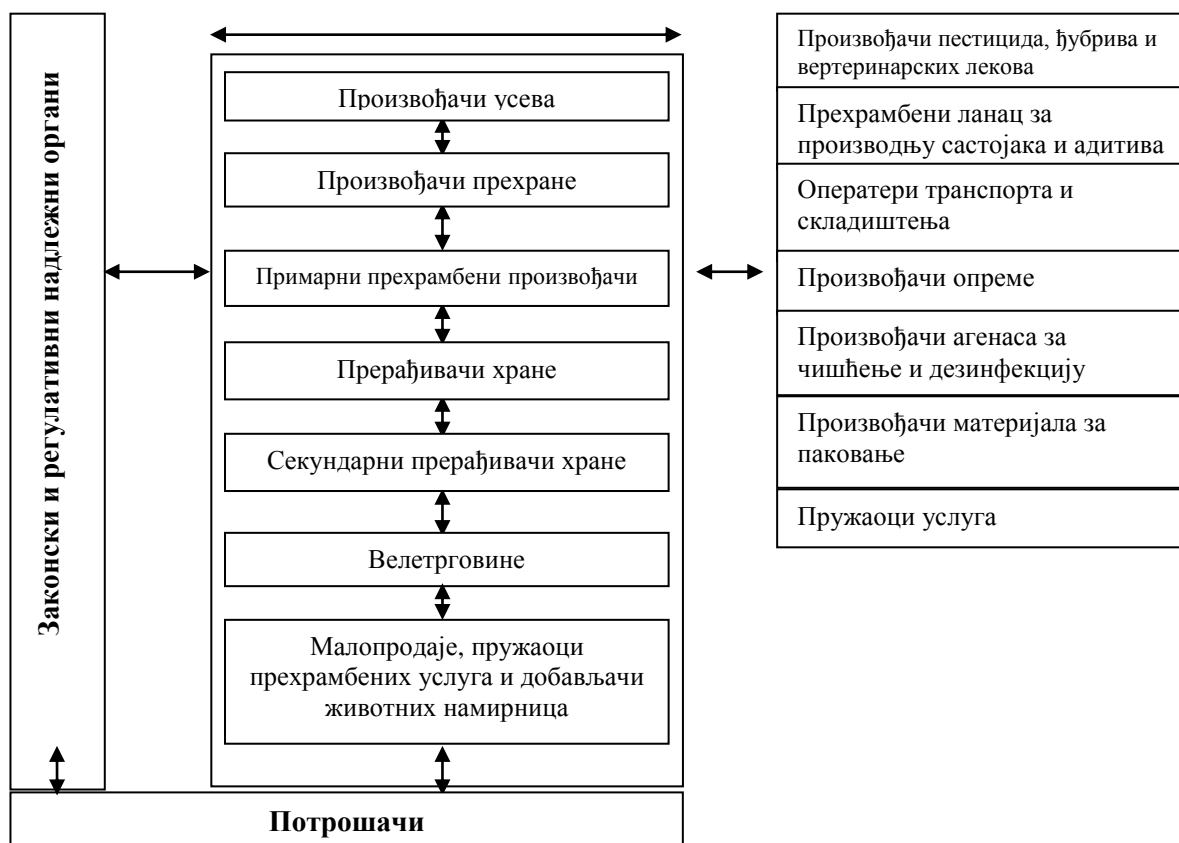 Законски и регулативни надлежни органи
Произвођачи усева
Произвођачи прехране
Примарни прехрамбени произвођачи
Прерађивачи хране
Секундарни прерађивачи хране
Велетрговине
Малопродаје, пружаоци
прехрамбених услуга и добављачи
животних намирница
Потрошачи
Произвођачи пестицида, ђубрива и
вертеринарских лекова
Прехрамбени ланац за
производњу састојака и адитива
Оператери транспорта и
складиштења
Произвођачи опреме
Произвођачи агенаса за
чишћење и дезинфекцију
Произвођачи материјала за
паковање
Пружаоци услуга